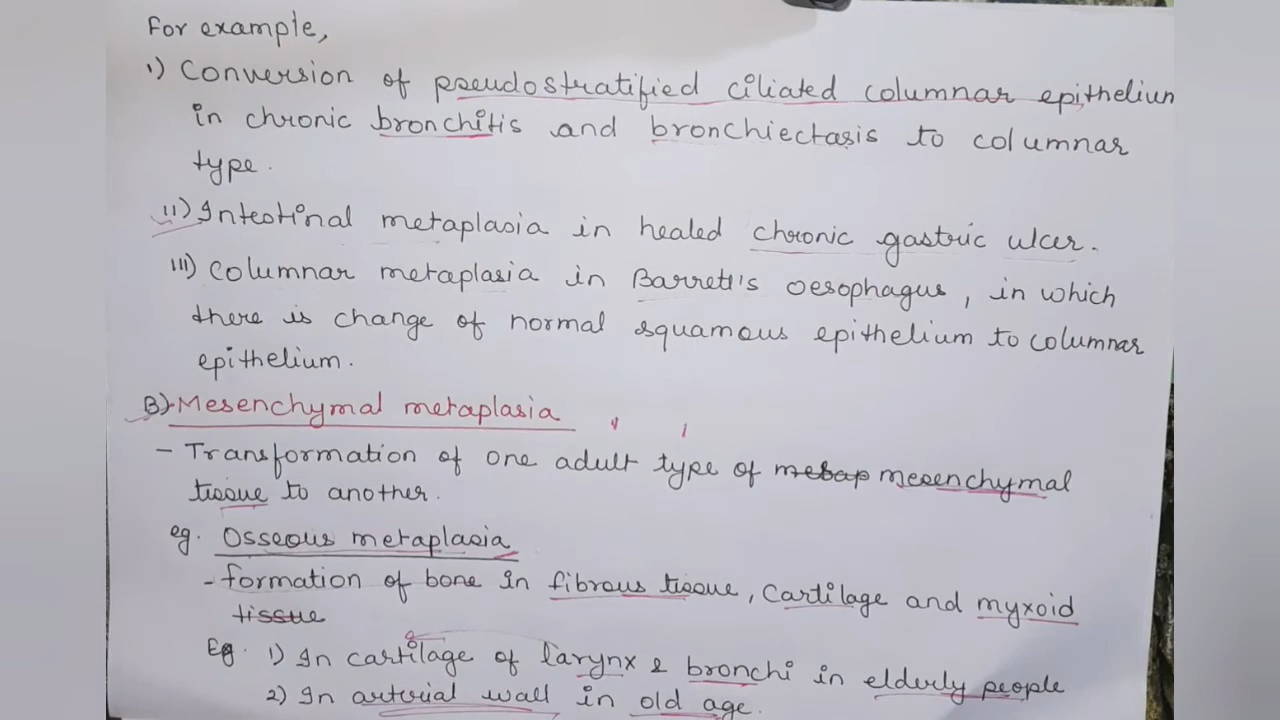 For example,
i) Conversion of pseudostratified ciliated columnar epithelium
in chronic bronchitis and bronchiectasis to columnar
type.
ii) Intestinal metaplasia in healed chronic gastric ulcer.
iii) Columnar metaplasia in Barrett's oesophagus, in which
there is change of normal squamous epithelium to columnar
epithelium.
B) Mesenchymal metaplasia
- Transformation of one adult type of metap mesenchymal
tissue to another.
eg. Osseous metaplasia
- formation of bone in fibrous tissue, cartilage and myxoid
tissue
Eg. 1) In cartilage of larynx & bronchi in elderly people
2) In arterial wall in old age.